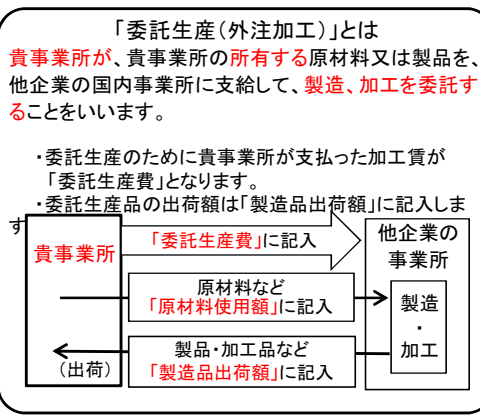 「委託生産(外注加工)」とは
貴事業所が、貴事業所の所有する原材料又は製品を、
他企業の国内事業所に支給して、製造、加工を委託す
ることをいいます。
・委託生産のために貴事業所が支払った加工賃が
「委託生産費」となります。
・委託生産品の出荷額は「製造品出荷額」に記入しま
す
貴事業所
「委託生産費」に記入
他企業の
事業所
原材料など
「原材料使用額」に記入
製造
・
加工
製品・加工品など
「製造品出荷額」に記入
(出荷)